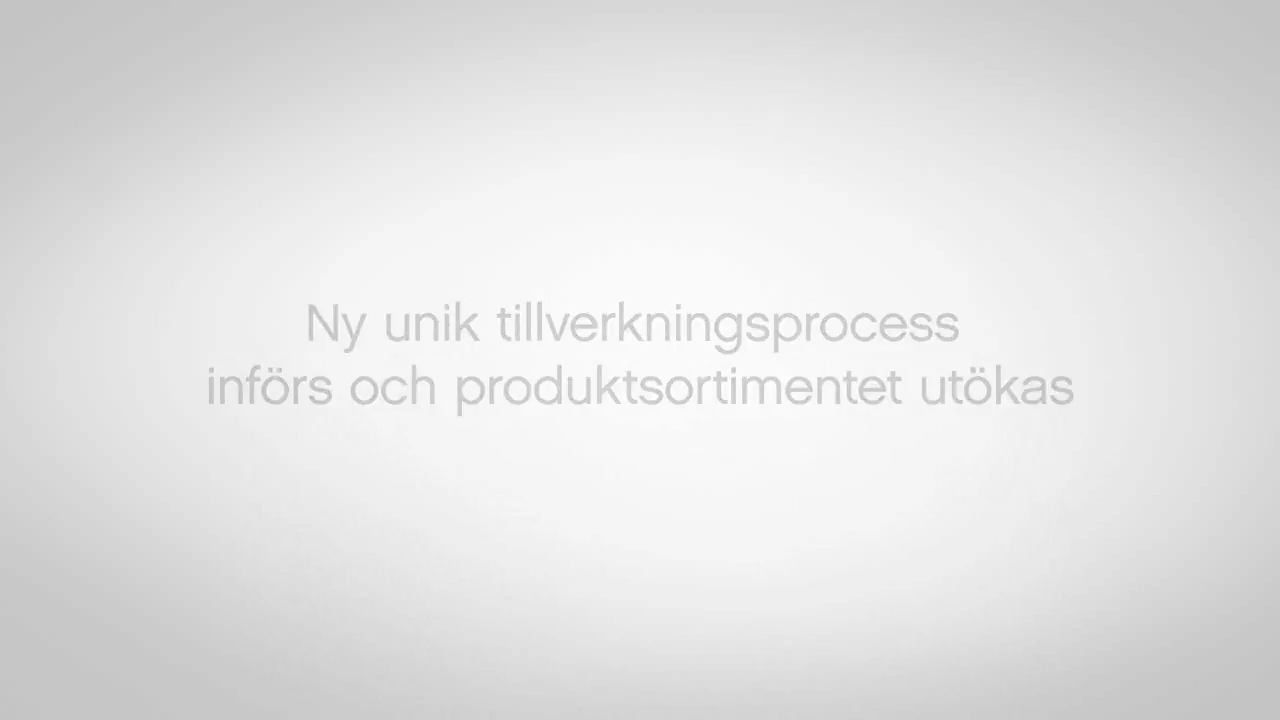 Ny unik tillverkningsprocess
införs och produktsortimentet utökas